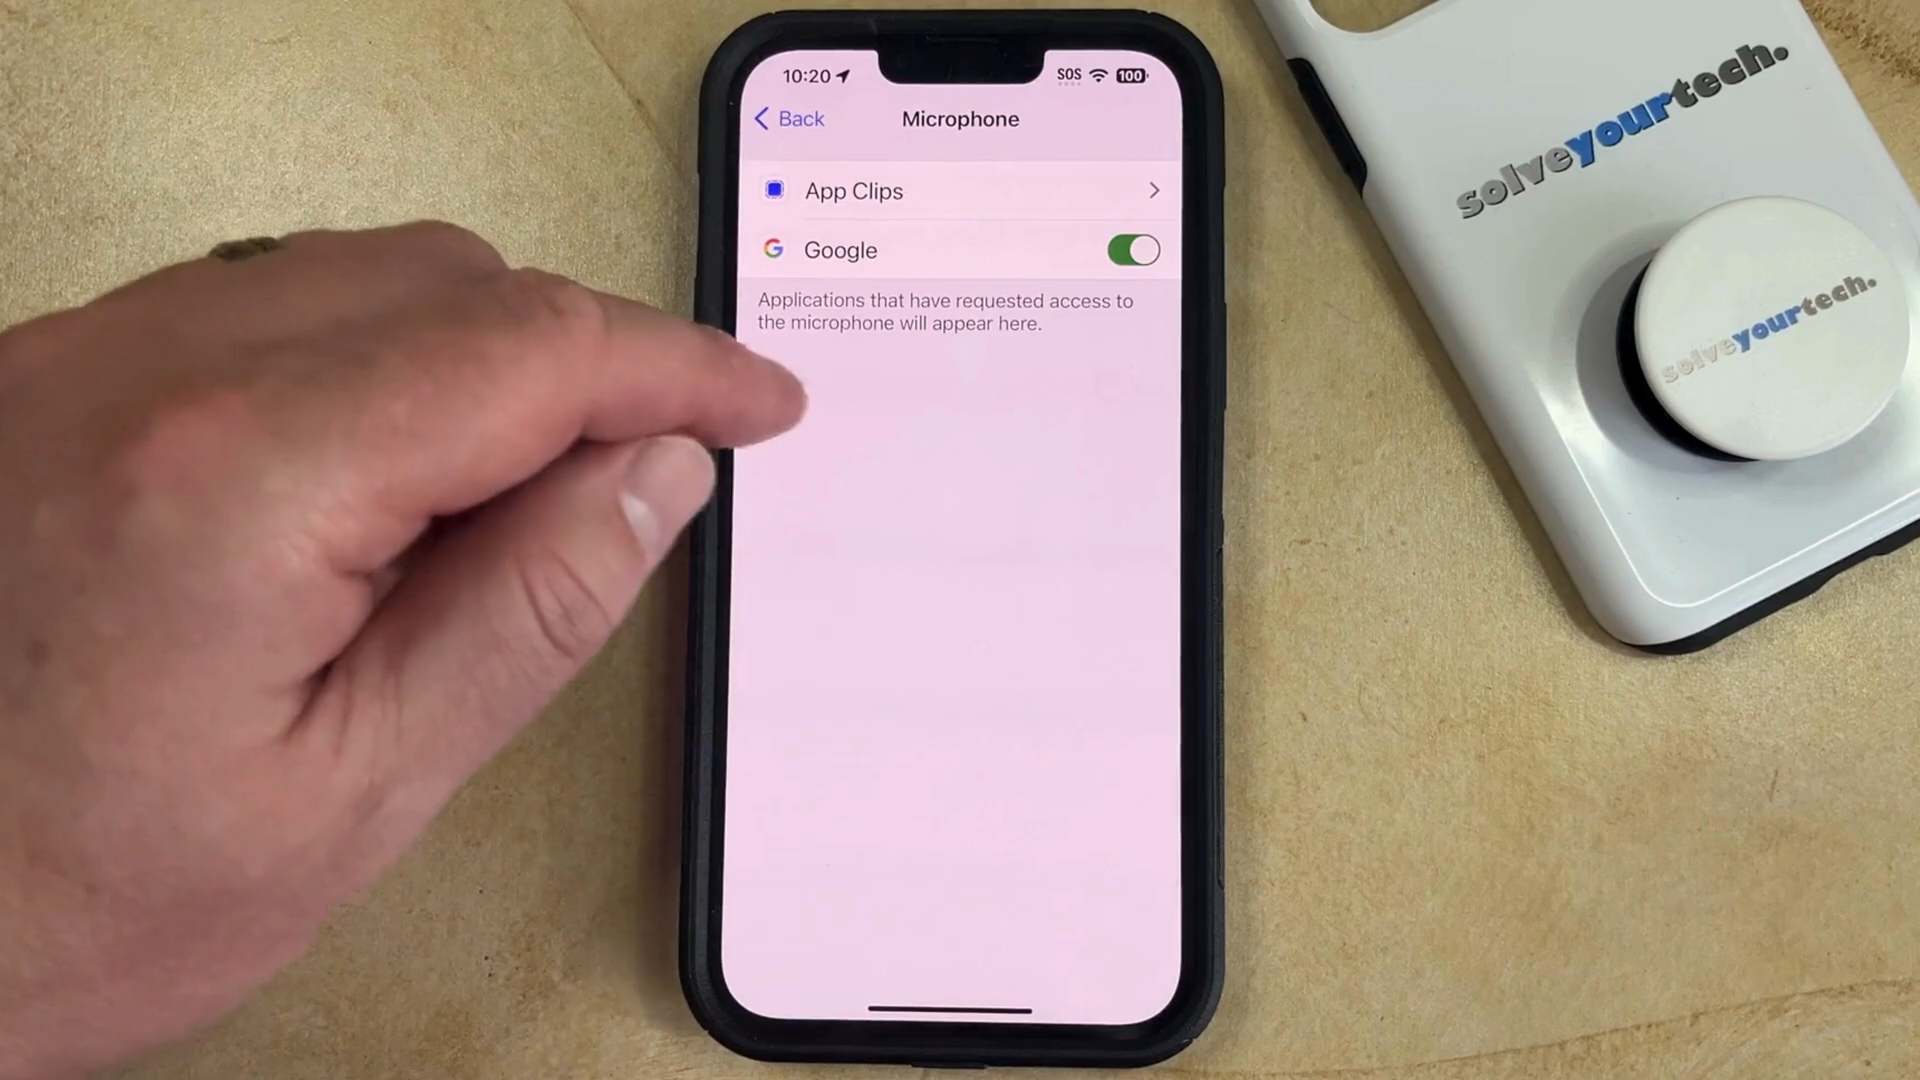 10:20
SOS
100
Back
Microphone
App Clips
Google
Applications that have requested access to
the microphone will appear here.
solveyourtech.
solveyourtech.